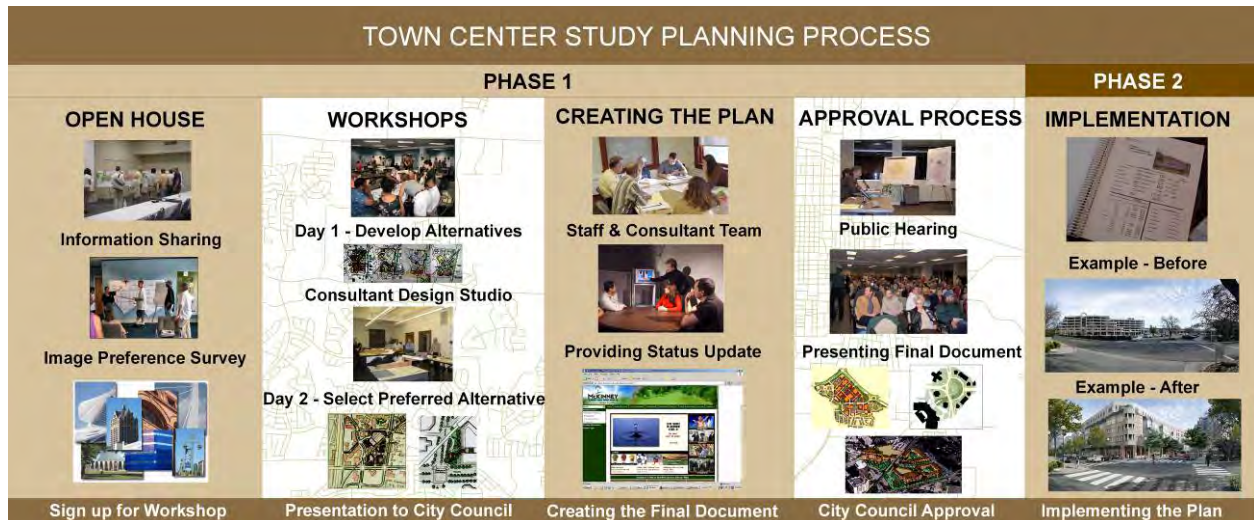 TOWN CENTER STUDY PLANNING PROCESS
PHASE 1
PHASE 2
OPEN HOUSE
Information Sharing
Image Preference Survey
Sign up for Workshop
WORKSHOPS
Day 1 - Develop Alternatives
Consultant Design Studio
Day 2 - Select Preferred Alternative
Presentation to City Council
CREATING THE PLAN
Staff & Consultant Team
Providing Status Update
McKINNEY
Creating the Final Document
APPROVAL PROCESS
Public Hearing
Presenting Final Document
City Council Approval
IMPLEMENTATION
Example - Before
Example - After
Implementing the Plan